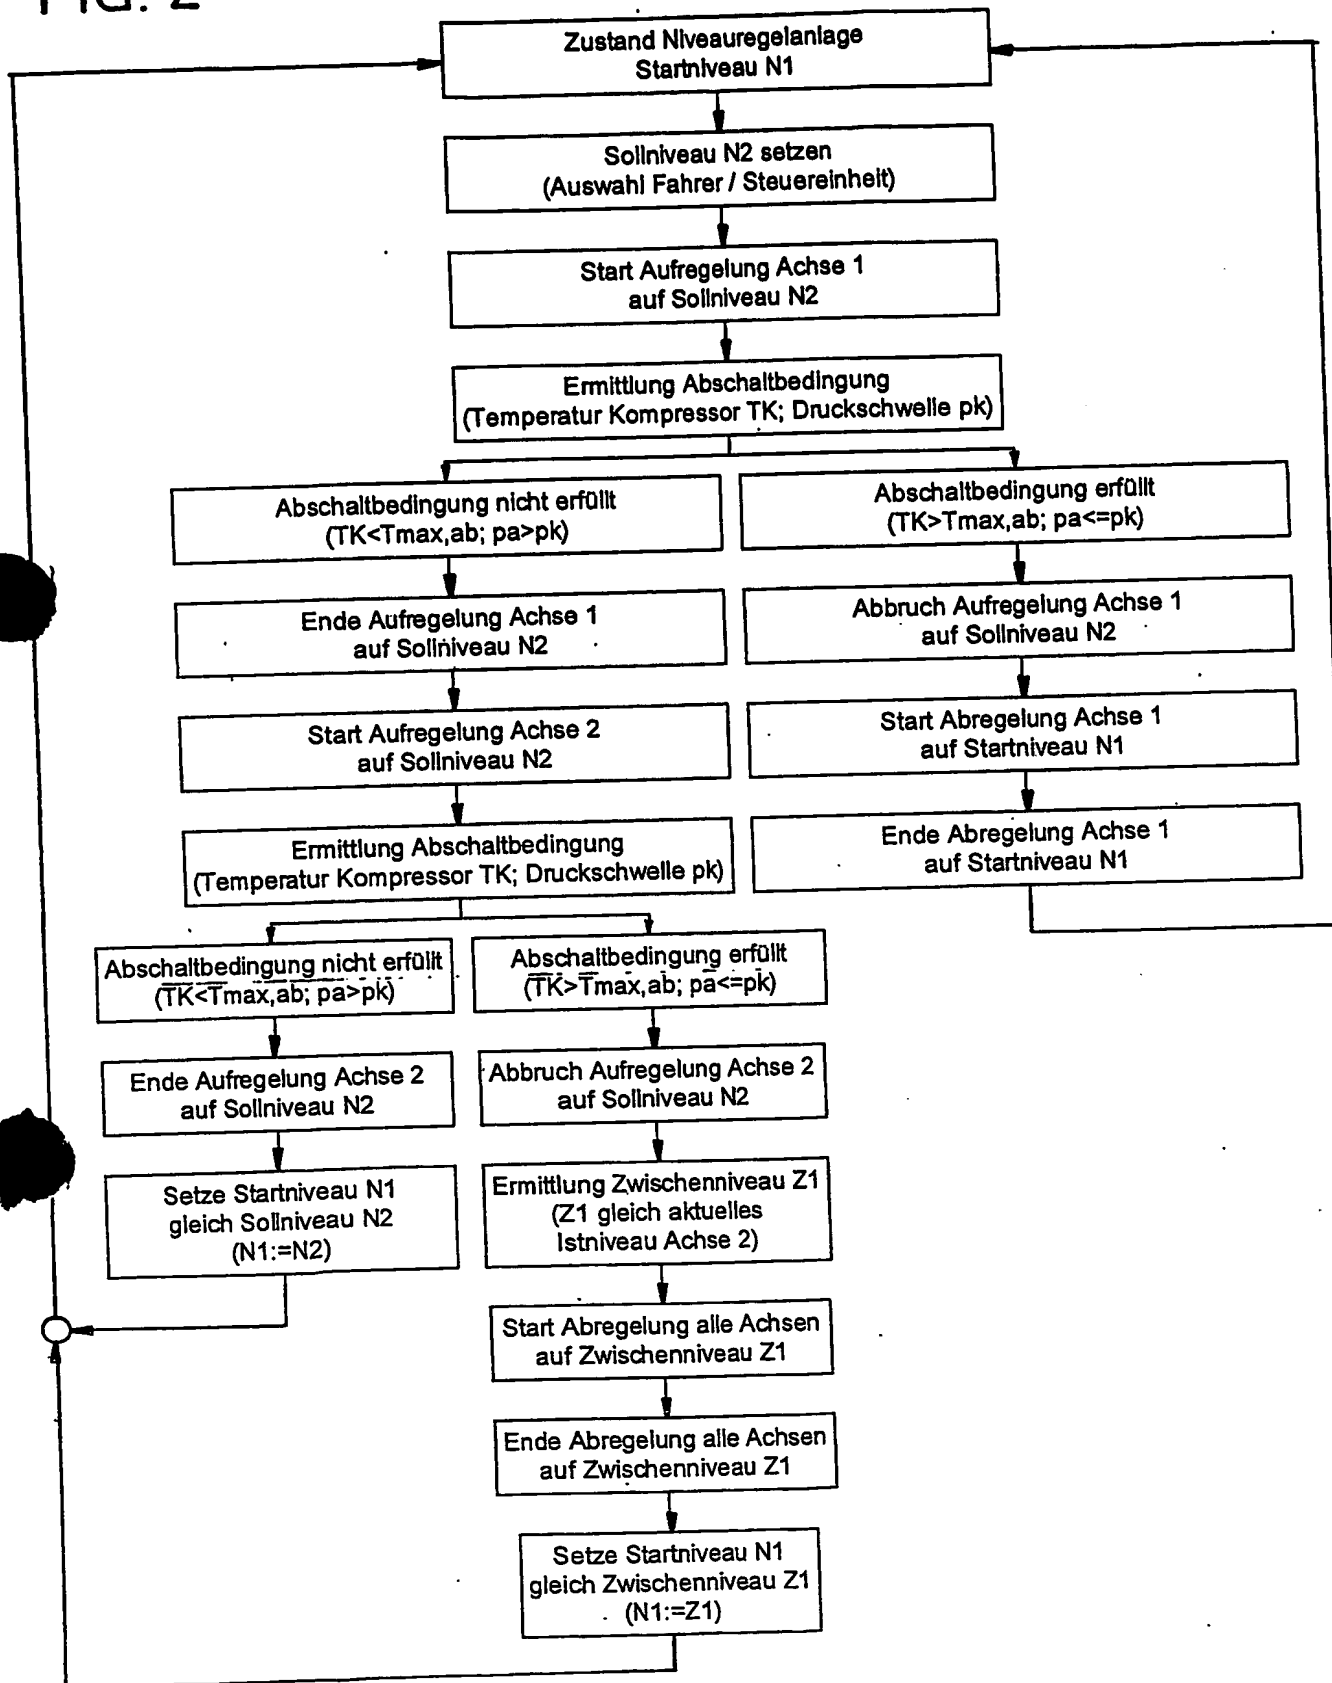 FIG. 2
Zustand Niveauregelanlage
Startniveau N1
Sollniveau N2 setzen
(Auswahl Fahrer / Steuereinheit)
Start Aufregelung Achse 1
auf Sollniveau N2
Ermittlung Abschaltbedingung
(Temperatur Kompressor TK; Druckschwelle pk)
Abschaltbedingung nicht erfüllt
(TK<Tmax,ab; pa>pk)
Abschaltbedingung erfüllt
(TK>Tmax,ab; pa<=pk)
Ende Aufregelung Achse 1
auf Sollniveau N2
Abbruch Aufregelung Achse 1
auf Sollniveau N2
Start Aufregelung Achse 2
auf Sollniveau N2
Start Abregelung Achse 1
auf Startniveau N1
Ermittlung Abschaltbedingung
(Temperatur Kompressor TK; Druckschwelle pk)
Ende Abregelung Achse 1
auf Startniveau N1
Abschaltbedingung nicht erfüllt
(TK<Tmax,ab; pa>pk)
Abschaltbedingung erfüllt
(TK>Tmax,ab; pa<=pk)
Ende Aufregelung Achse 2
auf Sollniveau N2
Abbruch Aufregelung Achse 2
auf Sollniveau N2
Setze Startniveau N1
gleich Sollniveau N2
(N1:=N2)
Ermittlung Zwischenniveau Z1
(Z1 gleich aktuelles
Istniveau Achse 2)
Start Abregelung alle Achsen
auf Zwischenniveau Z1
Ende Abregelung alle Achsen
auf Zwischenniveau Z1
Setze Startniveau N1
gleich Zwischenniveau Z1
(N1:=Z1)